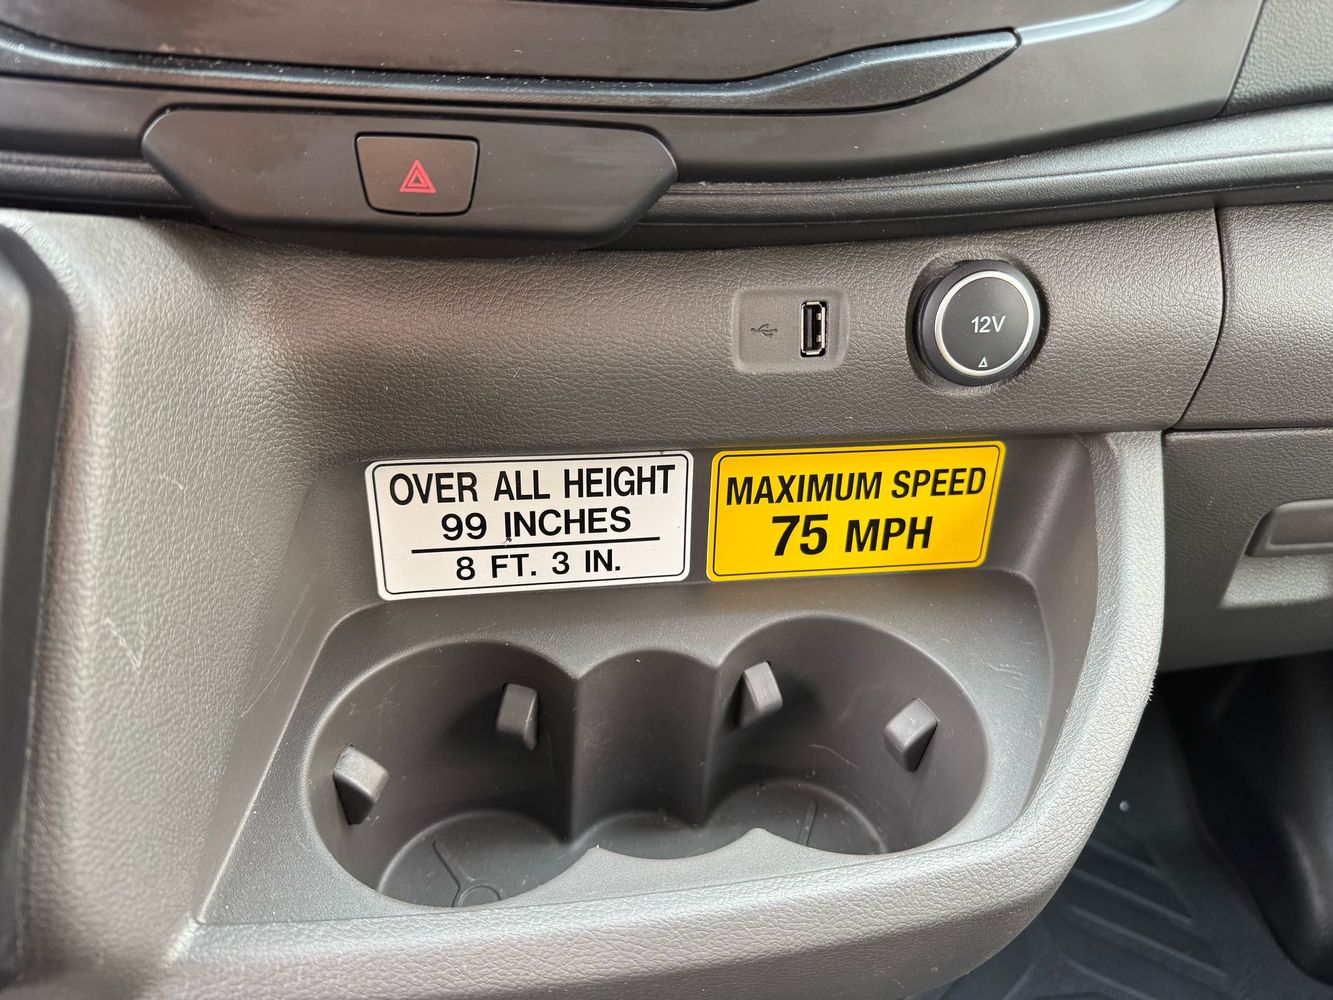 12V
OVER ALL HEIGHT
99 INCHES
8 FT. 3 IN.
MAXIMUM SPEED
75 MPH